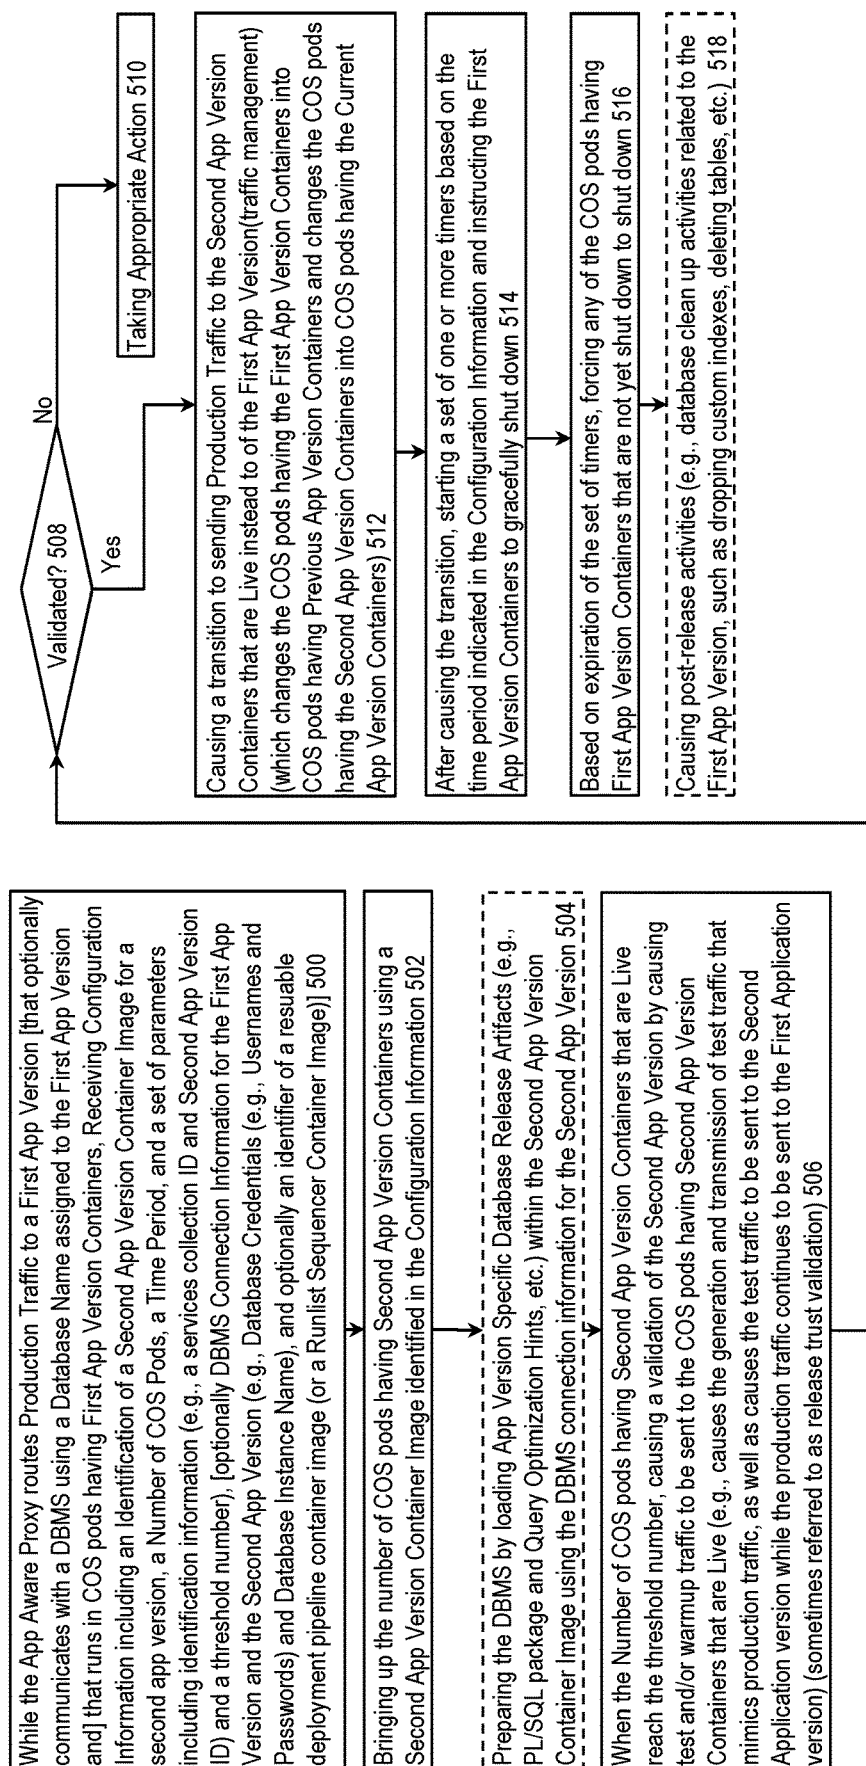 While the App Aware Proxy routes Production Traffic to a First App Version [that optionally
communicates with a DBMS using a Database Name assigned to the First App Version
and] that runs in COS pods having First App Version Containers, Receiving Configuration
Information including an Identification of a Second App Version Container Image for a
second app version, a Number of COS Pods, a Time Period, and a set of parameters
including identification information (e.g., a services collection ID and Second App Version
ID) and a threshold number), [optionally DBMS Connection Information for the First App
Version and the Second App Version (e.g., Database Credentials (e.g., Usernames and
Passwords) and Database Instance Name), and optionally an identifier of a resuable
deployment pipeline container image (or a Runlist Sequencer Container Image)] 500
Bringing up the number of COS pods having Second App Version Containers using a
Second App Version Container Image identified in the Configuration Information 502
Preparing the DBMS by loading App Version Specific Database Release Artifacts (e.g.,
PL/SQL package and Query Optimization Hints, etc.) within the Second App Version
Container Image using the DBMS connection information for the Second App Version 504
When the Number of COS pods having Second App Version Containers that are Live
reach the threshold number, causing a validation of the Second App Version by causing
test and/or warmup traffic to be sent to the COS pods having Second App Version
Containers that are Live (e.g., causes the generation and transmission of test traffic that
mimics production traffic, as well as causes the test traffic to be sent to the Second
Application version while the production traffic continues to be sent to the First Application
version) (sometimes referred to as release trust validation) 506
Validated? 508
No
Yes
Taking Appropriate Action 510
Causing a transition to sending Production Traffic to the Second App Version
Containers that are Live instead to of the First App Version(traffic management)
(which changes the COS pods having the First App Version Containers into
COS pods having Previous App Version Containers and changes the COS pods
having the Second App Version Containers into COS pods having the Current
App Version Containers) 512
After causing the transition, starting a set of one or more timers based on the
time period indicated in the Configuration Information and instructing the First
App Version Containers to gracefully shut down 514
Based on expiration of the set of timers, forcing any of the COS pods having
First App Version Containers that are not yet shut down to shut down 516
Causing post-release activities (e.g., database clean up activities related to the
First App Version, such as dropping custom indexes, deleting tables, etc.) 518